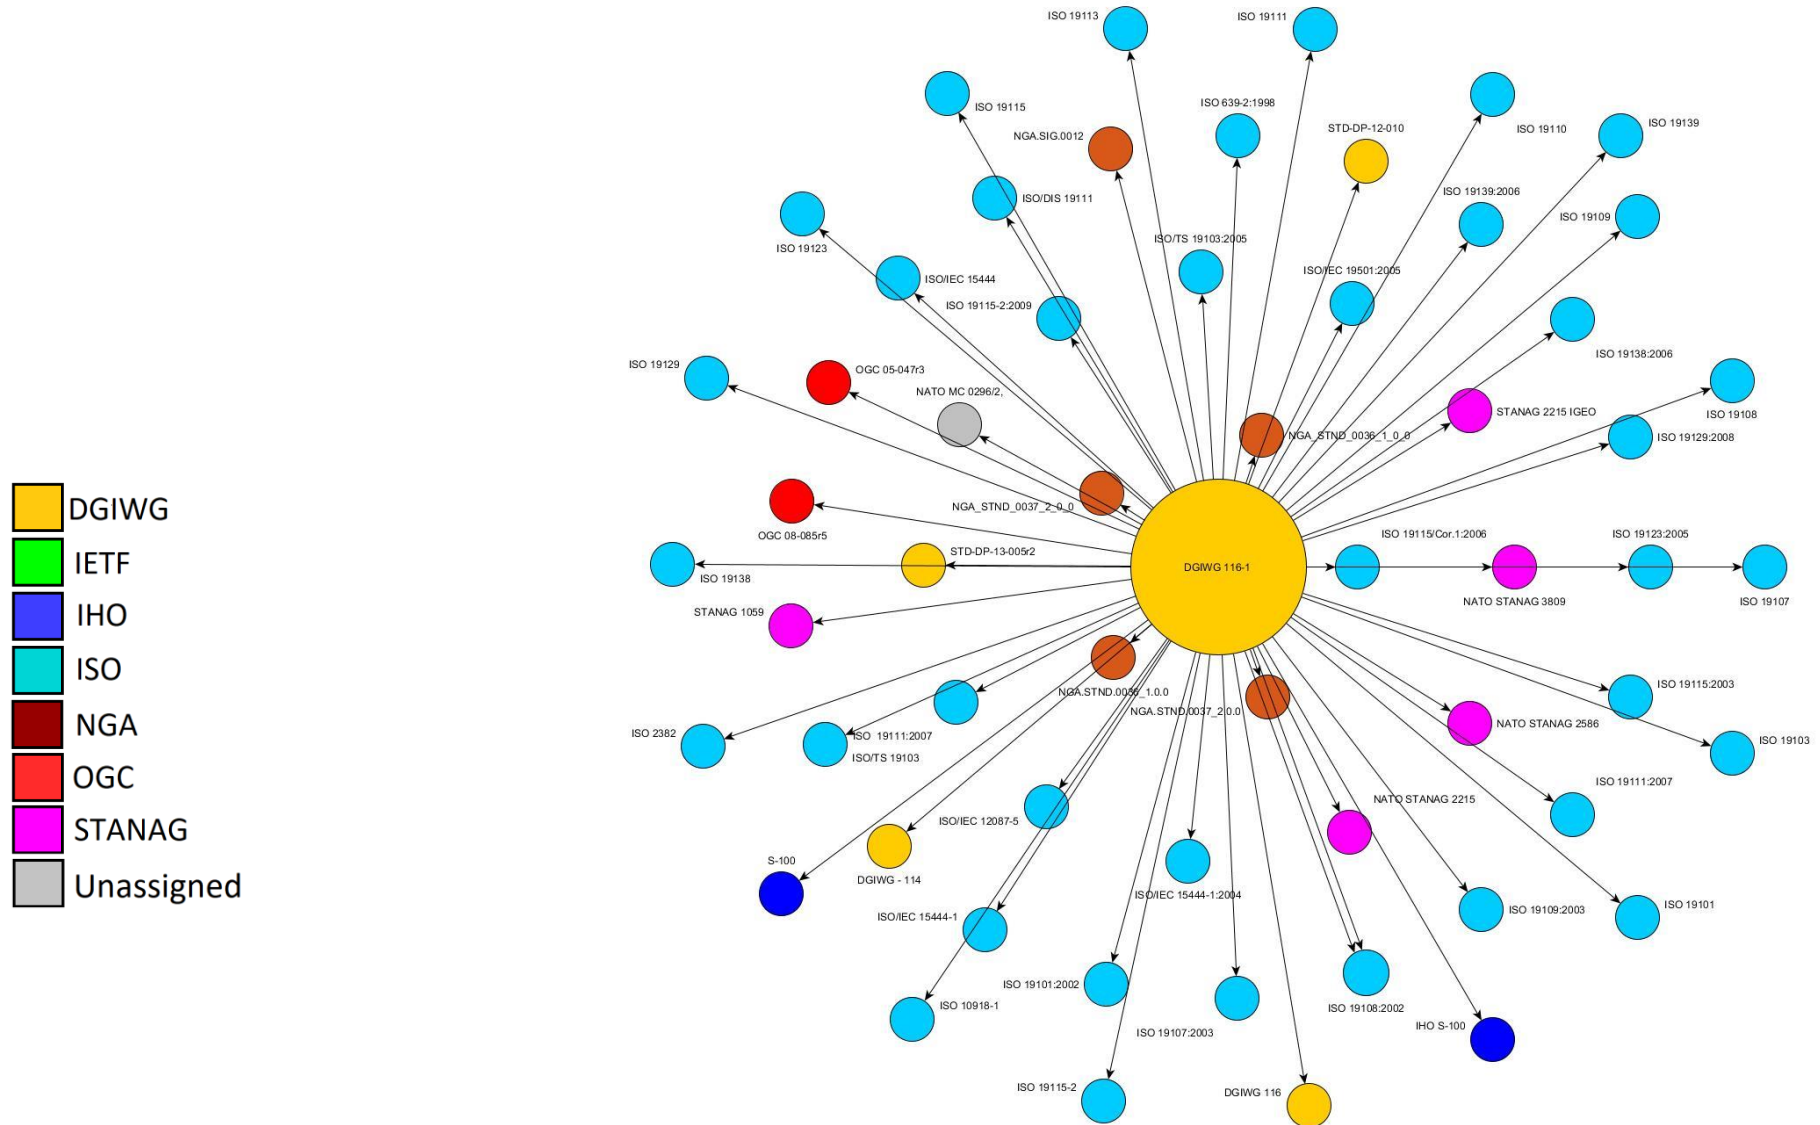 ISO 19113
ISO 19111
ISO 19115
ISO 639-2:1998
ISO 19110
ISO 19139
NGA.SIG.0012
STD-DP-12-010
ISO/DIS 19111
ISO 19139:2006
ISO 19109
ISO 19123
ISO/TS 19103:2005
ISO/IEC 15444
ISO/IEC 19501:2005
ISO 19115-2:2009
ISO 19138:2006
ISO 19129
OGC 05-047r3
NATO MC 0296/2,
STANAG 2215 IGEO
ISO 19108
NGA_STND_0036_1_0_0
ISO 19129:2008
NGA_STND_0037_2_0_0
OGC 08-085r5
STD-DP-13-005r2
ISO 19115/Cor.1:2006
ISO 19123:2005
DGIWG 116-1
ISO 19138
NATO STANAG 3809
ISO 19107
STANAG 1059
NGA.STND.0036_1.0.0
NGA.STND.0037_2.0.0
ISO 19115:2003
NATO STANAG 2586
ISO 2382
ISO 19111:2007
ISO/TS 19103
ISO 19103
ISO 19111:2007
NATO STANAG 2215
ISO/IEC 12087-5
S-100
DGIWG - 114
ISO/IEC 15444-1:2004
ISO/IEC 15444-1
ISO 19109:2003
ISO 19101
ISO 19101:2002
ISO 10918-1
ISO 19108:2002
ISO 19107:2003
IHO S-100
ISO 19115-2
DGIWG 116
DGIWG
IETF
IHO
ISO
NGA
OGC
STANAG
Unassigned